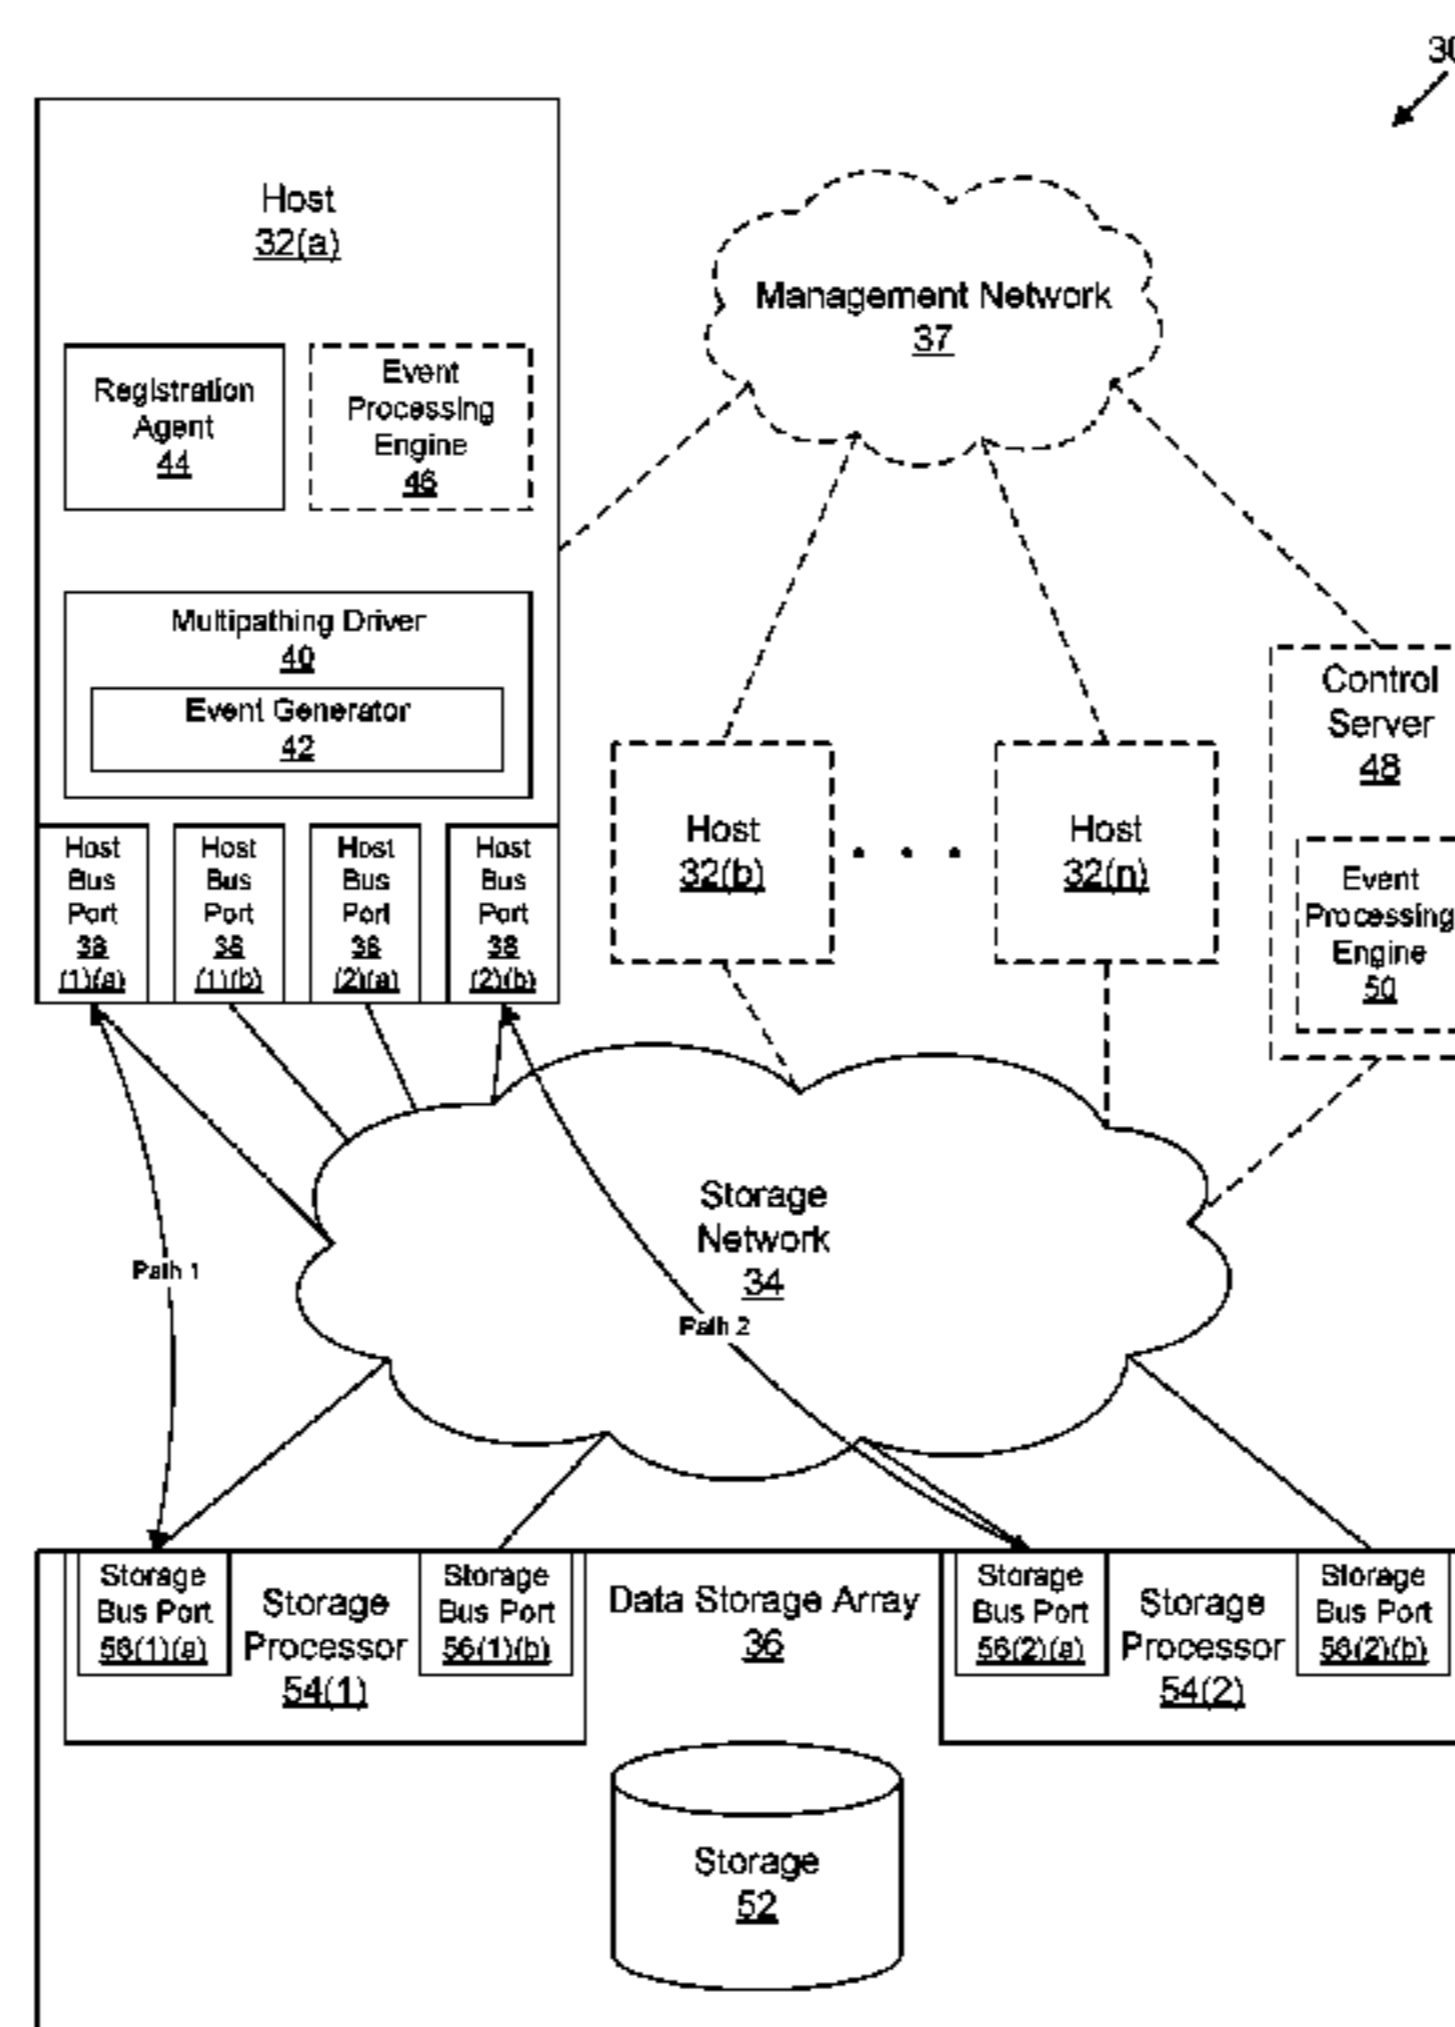 30
Host
32(a)
Management Network
37
Registration
Agent
44
Event
Processing
Engine
46
Multipathing Driver
40
Event Generator
42
Control
Server
48
Host
32(b)
. . .
Host
32(n)
Event
Processing
Engine
50
Host
Bus
Port
38
(1)(a)
Host
Bus
Port
38
(1)(b)
Host
Bus
Port
38
(2)(a)
Host
Bus
Port
38
(2)(b)
Storage
Network
34
Path 1
Path 2
Storage
Bus Port
56(1)(a)
Storage
Processor
54(1)
Storage
Bus Port
56(1)(b)
Data Storage Array
36
Storage
Bus Port
56(2)(a)
Storage
Processor
54(2)
Storage
Bus Port
56(2)(b)
Storage
52